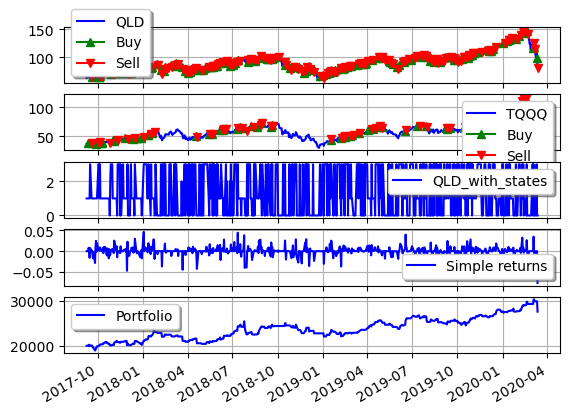 QLD
Buy
Sell
150
100
TQQQ
Buy
Sell
100
50
QLD_with_states
2
0
0.05
0.00
−0.05
Simple returns
30000
20000
Portfolio
2017-10
2018-01
2018-04
2018-07
2018-10
2019-01
2019-04
2019-07
2019-10
2020-01
2020-04